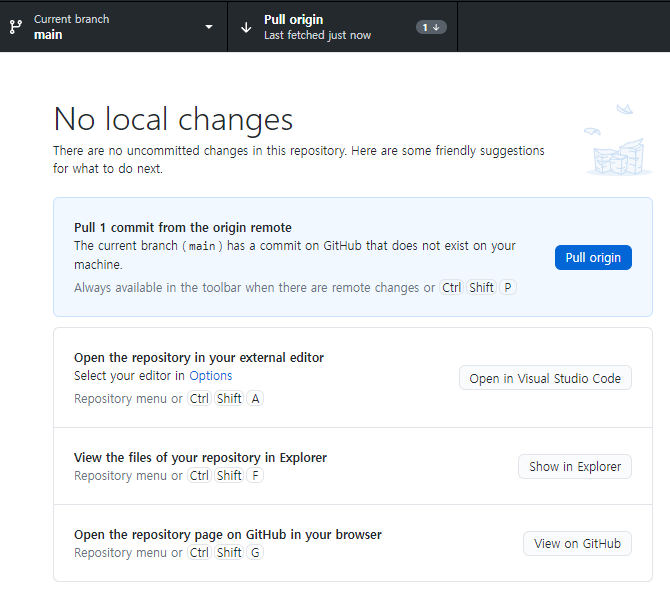 Current branch
main
Pull origin
Last fetched just now
1
No local changes
There are no uncommitted changes in this repository. Here are some friendly suggestions
for what to do next.
Pull 1 commit from the origin remote
The current branch (main) has a commit on GitHub that does not exist on your
machine.
Always available in the toolbar when there are remote changes or Ctrl Shift P
Pull origin
Open the repository in your external editor
Select your editor in Options
Repository menu or Ctrl Shift A
Open in Visual Studio Code
View the files of your repository in Explorer
Repository menu or Ctrl Shift F
Show in Explorer
Open the repository page on GitHub in your browser
Repository menu or Ctrl Shift G
View on GitHub